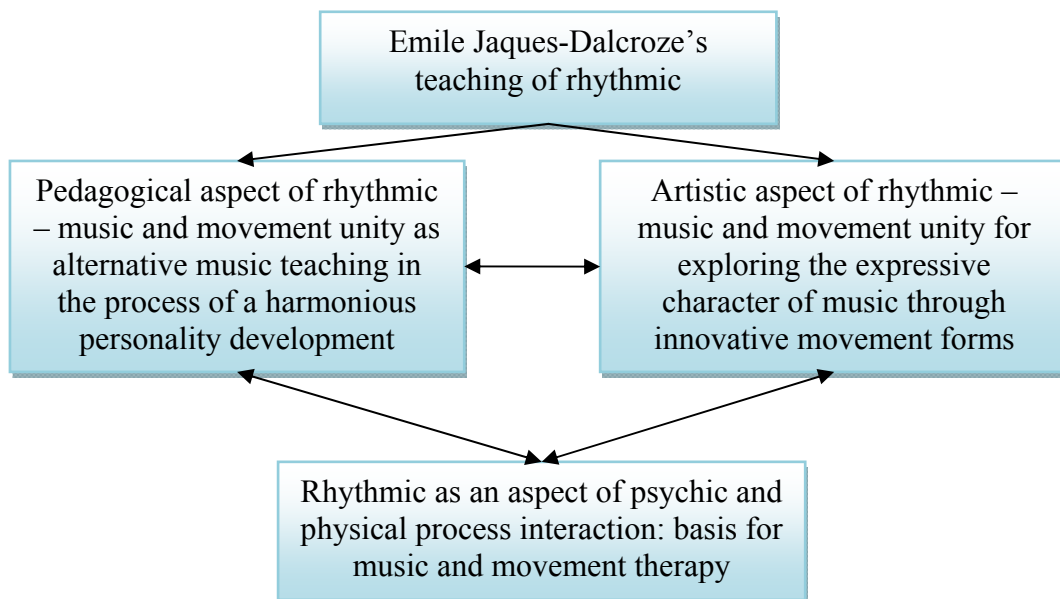 Emile Jaques-Dalcroze’s
teaching of rhythmic
Pedagogical aspect of rhythmic
– music and movement unity as
alternative music teaching in
the process of a harmonious
personality development
Artistic aspect of rhythmic –
music and movement unity for
exploring the expressive
character of music through
innovative movement forms
Rhythmic as an aspect of psychic and
physical process interaction: basis for
music and movement therapy